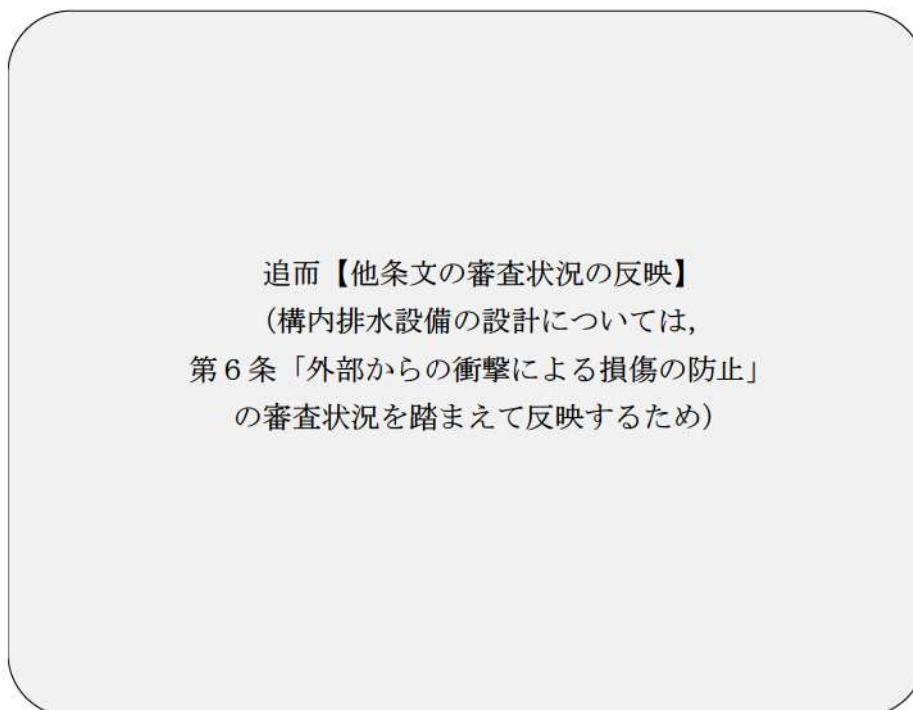 追而【他条文の審査状況の反映】
（構内排水設備の設計については，
第６条「外部からの衝撃による損傷の防止」
の審査状況を踏まえて反映するため）